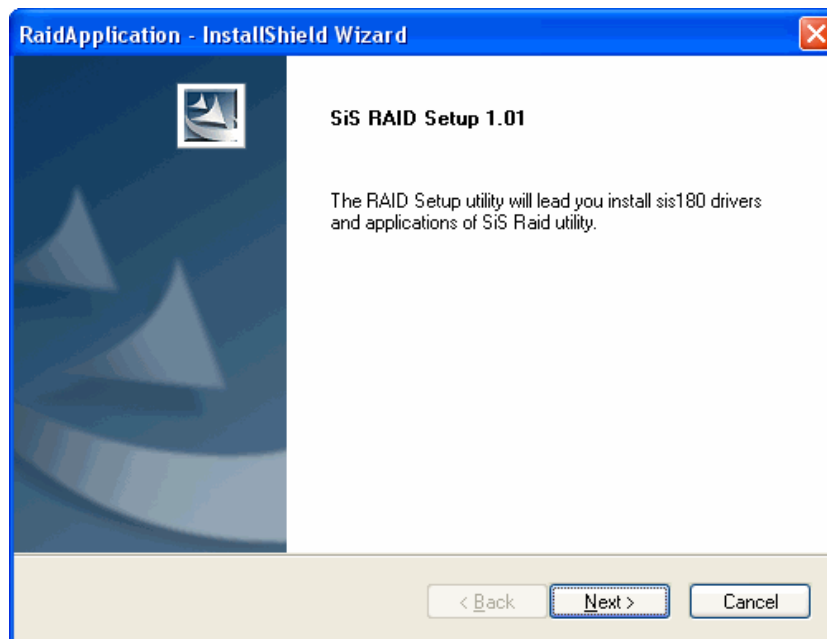 RaidApplication - InstallShield Wizard
SiS RAID Setup 1.01
The RAID Setup utility will lead you install sis180 drivers
and applications of SiS Raid utility.
< Back
Next >
Cancel